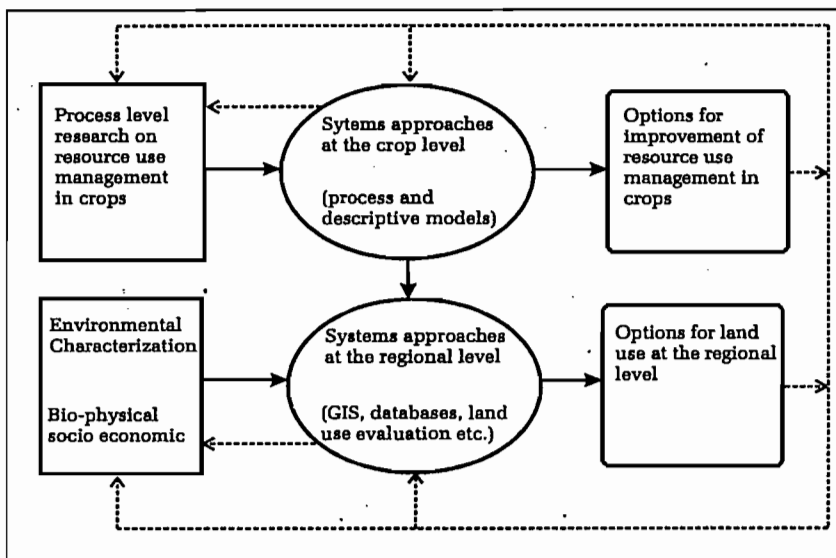 Process level
research on
resource use
management
in crops
Sytems approaches
at the crop level
(process and
descriptive models)
Options for
improvement of
resource use
management in
crops
Environmental
Characterization
Bio-physical
socio economic
Systems approaches
at the regional level
(GIS, databases, land
use evaluation etc.)
Options for land
use at the regional
level